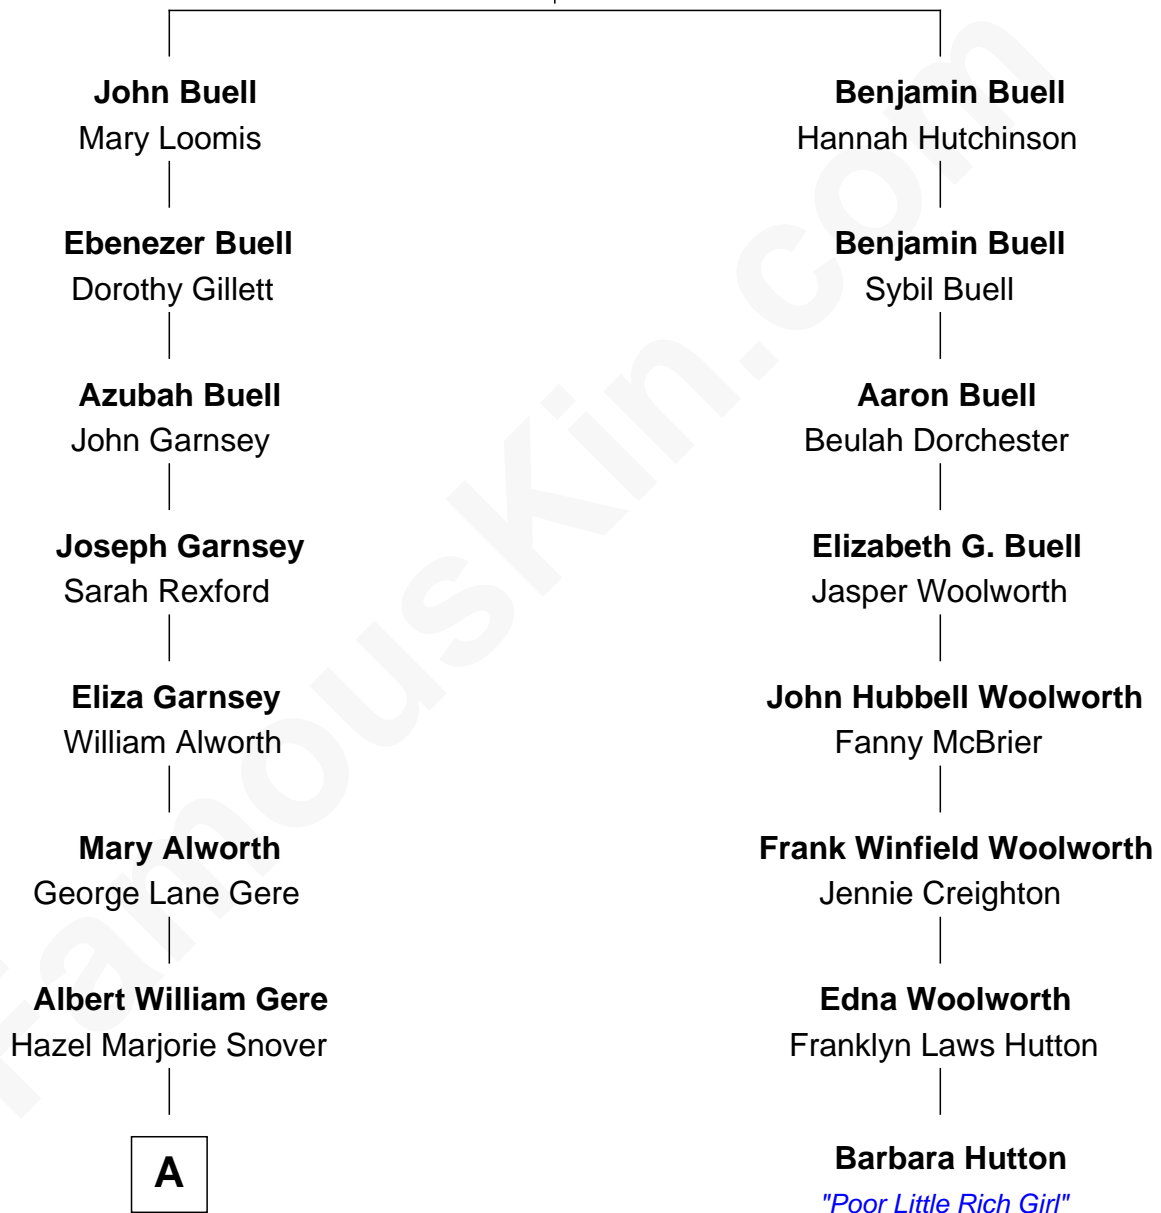 John Buell
Mary Loomis
Ebenezer Buell
Dorothy Gillett
Azubah Buell
John Garnsey
Joseph Garnsey
Sarah Rexford
Eliza Garnsey
William Alworth
Mary Alworth
George Lane Gere
Albert William Gere
Hazel Marjorie Snover
A
Benjamin Buell
Hannah Hutchinson
Benjamin Buell
Sybil Buell
Aaron Buell
Beulah Dorchester
Elizabeth G. Buell
Jasper Woolworth
John Hubbell Woolworth
Fanny McBrier
Frank Winfield Woolworth
Jennie Creighton
Edna Woolworth
Franklyn Laws Hutton
Barbara Hutton
"Poor Little Rich Girl"
FamousKin.com